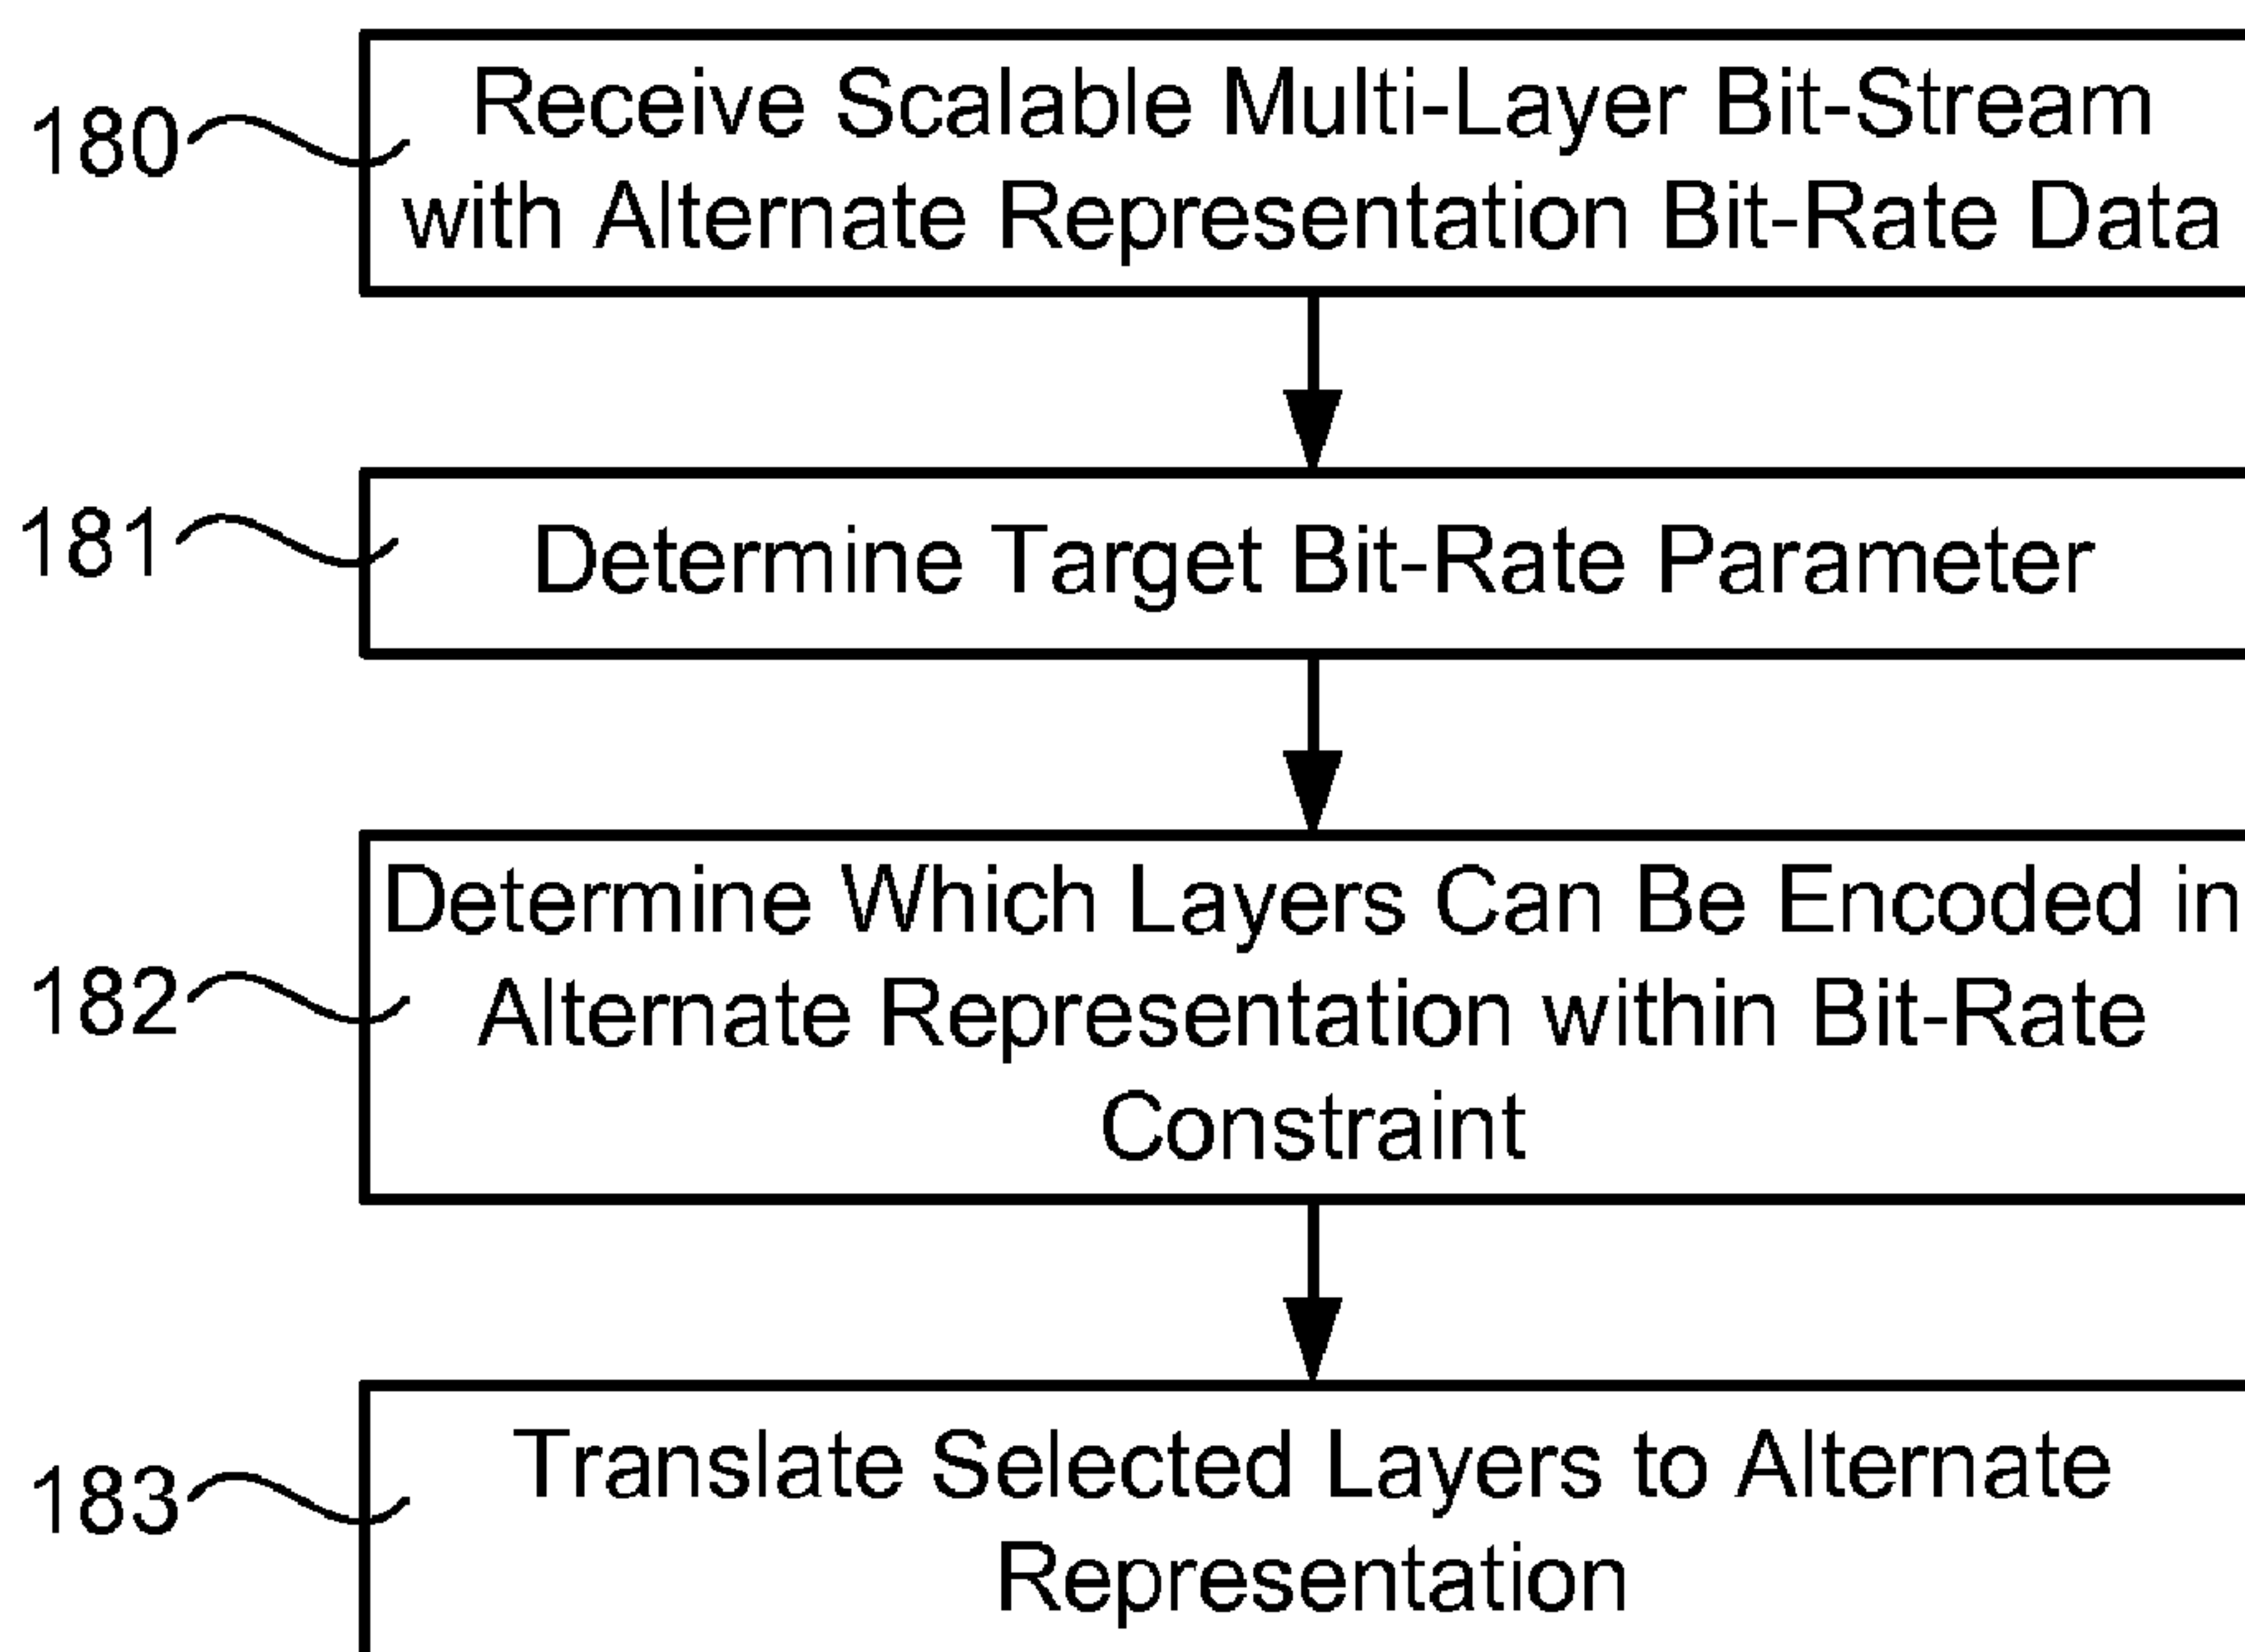 180
Receive Scalable Multi-Layer Bit-Stream
with Alternate Representation Bit-Rate Data
181
Determine Target Bit-Rate Parameter
182
Determine Which Layers Can Be Encoded in
Alternate Representation within Bit-Rate
Constraint
183
Translate Selected Layers to Alternate
Representation